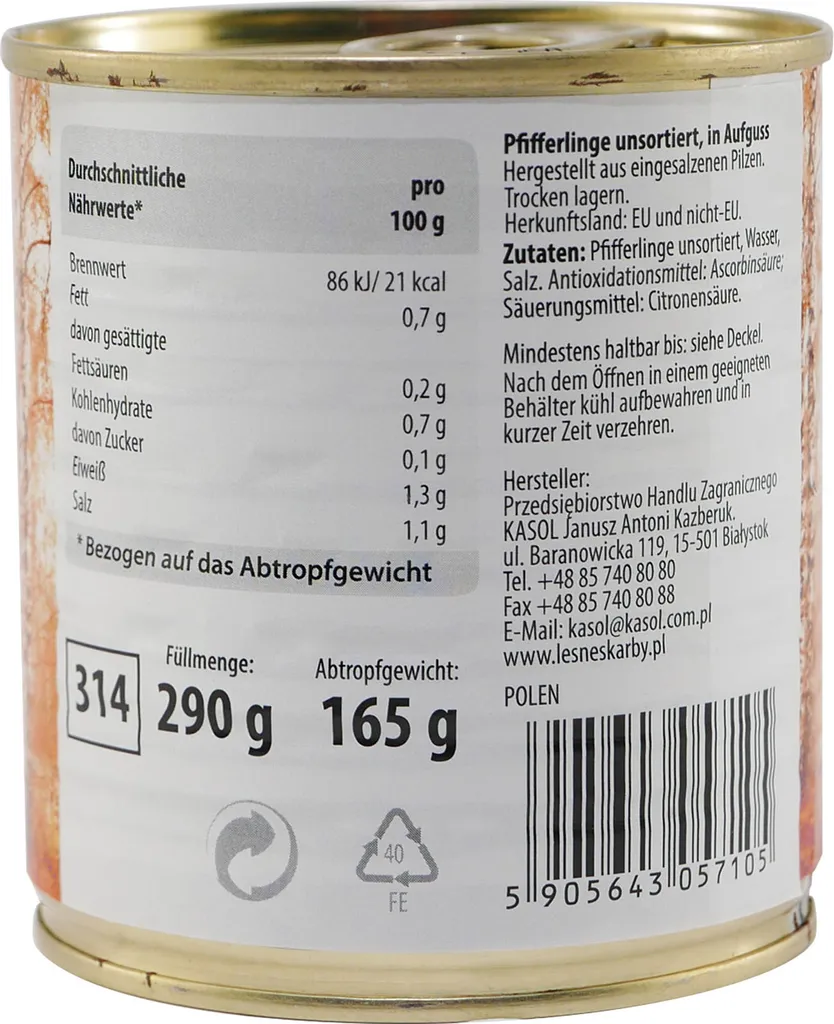 Durchschnittliche
Nährwerte*
pro
100 g
Brennwert 86 kJ/ 21 kcal
Fett 0,7 g
davon gesättigte
Fettsäuren 0,2 g
Kohlenhydrate 0,7 g
davon Zucker 0,1 g
Eiweiß 1,3 g
Salz 1,1 g
* Bezogen auf das Abtropfgewicht
314
Füllmenge:
290 g
Abtropfgewicht:
165 g
40
FE
Pfifferlinge unsortiert, in Aufguss
Hergestellt aus eingesalzenen Pilzen.
Trocken lagern.
Herkunftsland: EU und nicht-EU.
Zutaten: Pfifferlinge unsortiert, Wasser,
Salz. Antioxidationsmittel: Ascorbinsäure;
Säuerungsmittel: Citronensäure.
Mindestens haltbar bis: siehe Deckel.
Nach dem Öffnen in einem geeigneten
Behälter kühl aufbewahren und in
kurzer Zeit verzehren.
Hersteller:
Przedsiębiorstwo Handlu Zagranicznego
KASOL Janusz Antoni Kazberuk.
ul. Baranowicka 119, 15-501 Białystok
Tel. +48 85 740 80 80
Fax +48 85 740 80 88
E-Mail: kasol@kasol.com.pl
www.lesneskarby.pl
POLEN
5 905643 057105